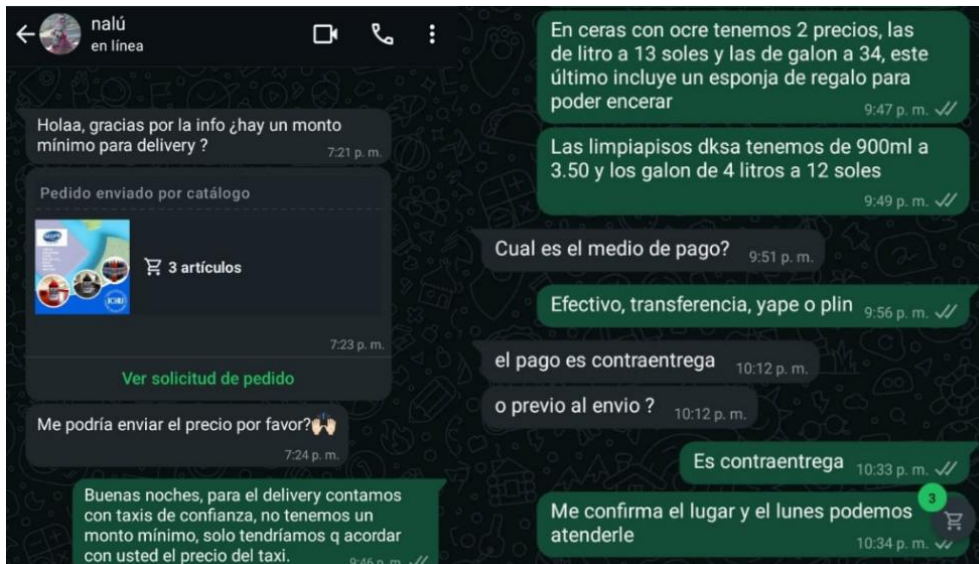 nalú
en línea
Holaa, gracias por la info ¿hay un monto
mínimo para delivery ?
7:21 p. m.
Pedido enviado por catálogo
3 artículos
7:23 p. m.
Ver solicitud de pedido
Me podría enviar el precio por favor?🙌🏻
7:24 p. m.
Buenas noches, para el delivery contamos
con taxis de confianza, no tenemos un
monto mínimo, solo tendríamos q acordar
con usted el precio del taxi.
9:46 p. m.
En ceras con ocre tenemos 2 precios, las
de litro a 13 soles y las de galon a 34, este
último incluye un esponja de regalo para
poder encerar
9:47 p. m.
Las limpiapisos dksa tenemos de 900ml a
3.50 y los galon de 4 litros a 12 soles
9:49 p. m.
Cual es el medio de pago?
9:51 p. m.
Efectivo, transferencia, yape o plin
9:56 p. m.
el pago es contraentrega
10:12 p. m.
o previo al envio ?
10:12 p. m.
Es contraentrega
10:33 p. m.
3
Me confirma el lugar y el lunes podemos
atenderle
10:34 p. m.